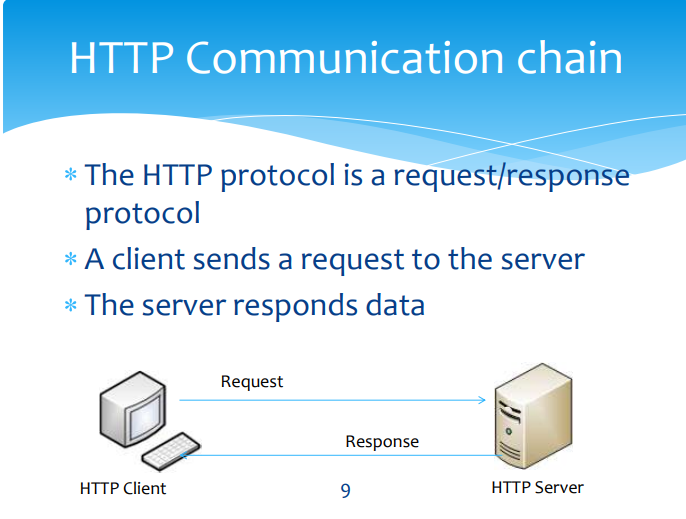 HTTP Communication chain
* The HTTP protocol is a request/response
protocol
* A client sends a request to the server
* The server responds data
Request
Response
HTTP Client
9
HTTP Server